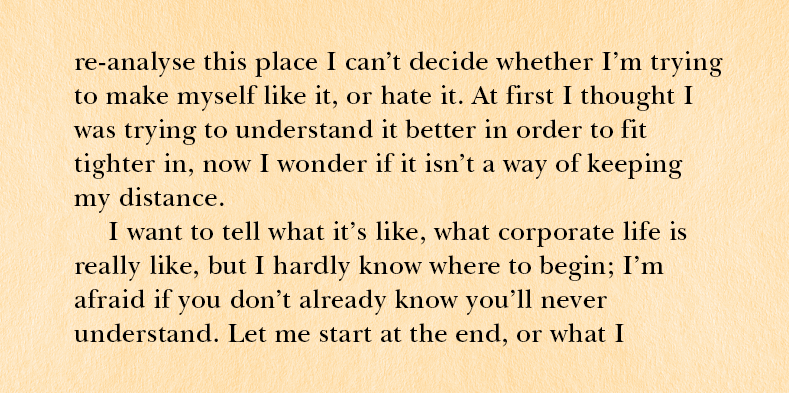 re-analyse this place I can’t decide whether I’m trying
to make myself like it, or hate it. At first I thought I
was trying to understand it better in order to fit
tighter in, now I wonder if it isn’t a way of keeping
my distance.
I want to tell what it’s like, what corporate life is
really like, but I hardly know where to begin; I’m
afraid if you don’t already know you’ll never
understand. Let me start at the end, or what I